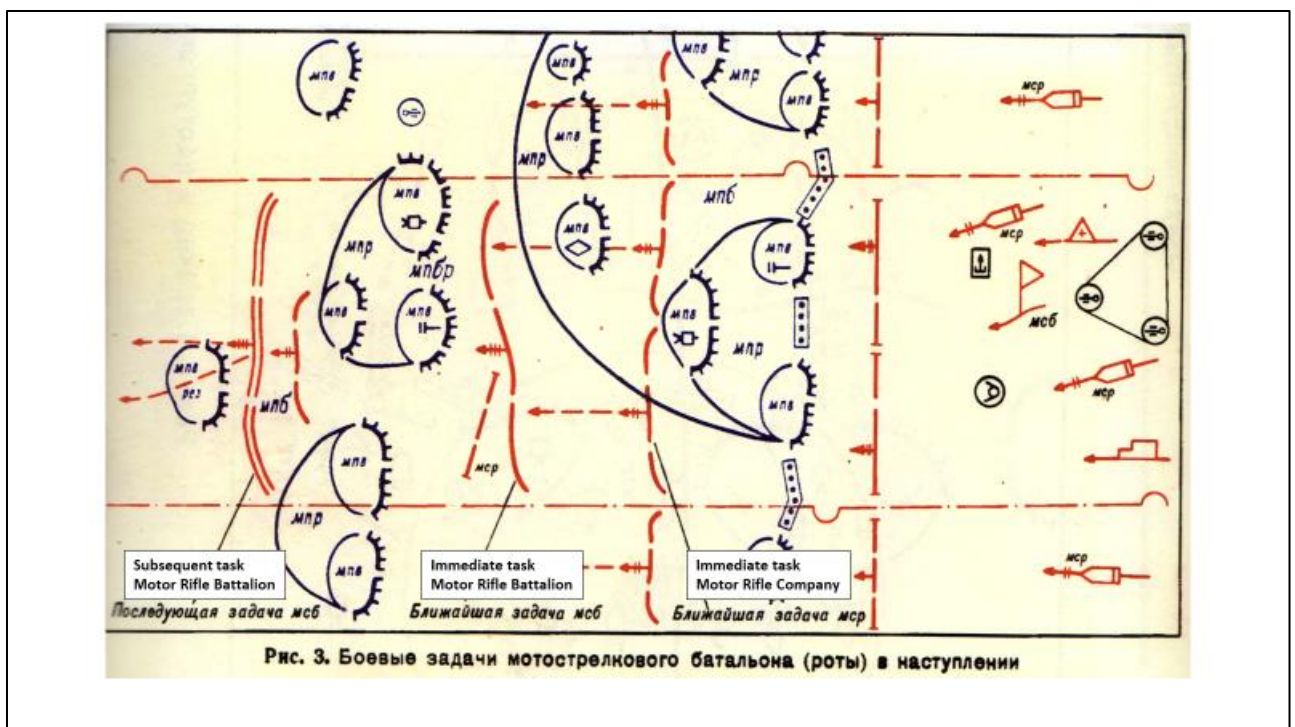 мпв
мпв
мпв
мпр
мпв
мср
мпв
мпр
мпв
мпб
мпв
мпв
мср
мпр
мпбр
мпв
мпв
мпв
мсб
мпр
мпв
рез
мср
мпб
мпв
мпв
мср
мпр
мср
мпв
Subsequent task
Motor Rifle Battalion
Immediate task
Motor Rifle Battalion
Immediate task
Motor Rifle Company
Последующая задача мсб
Ближайшая задача мсб
Ближайшая задача мср
Рис. 3. Боевые задачи мотострелкового батальона (роты) в наступлении